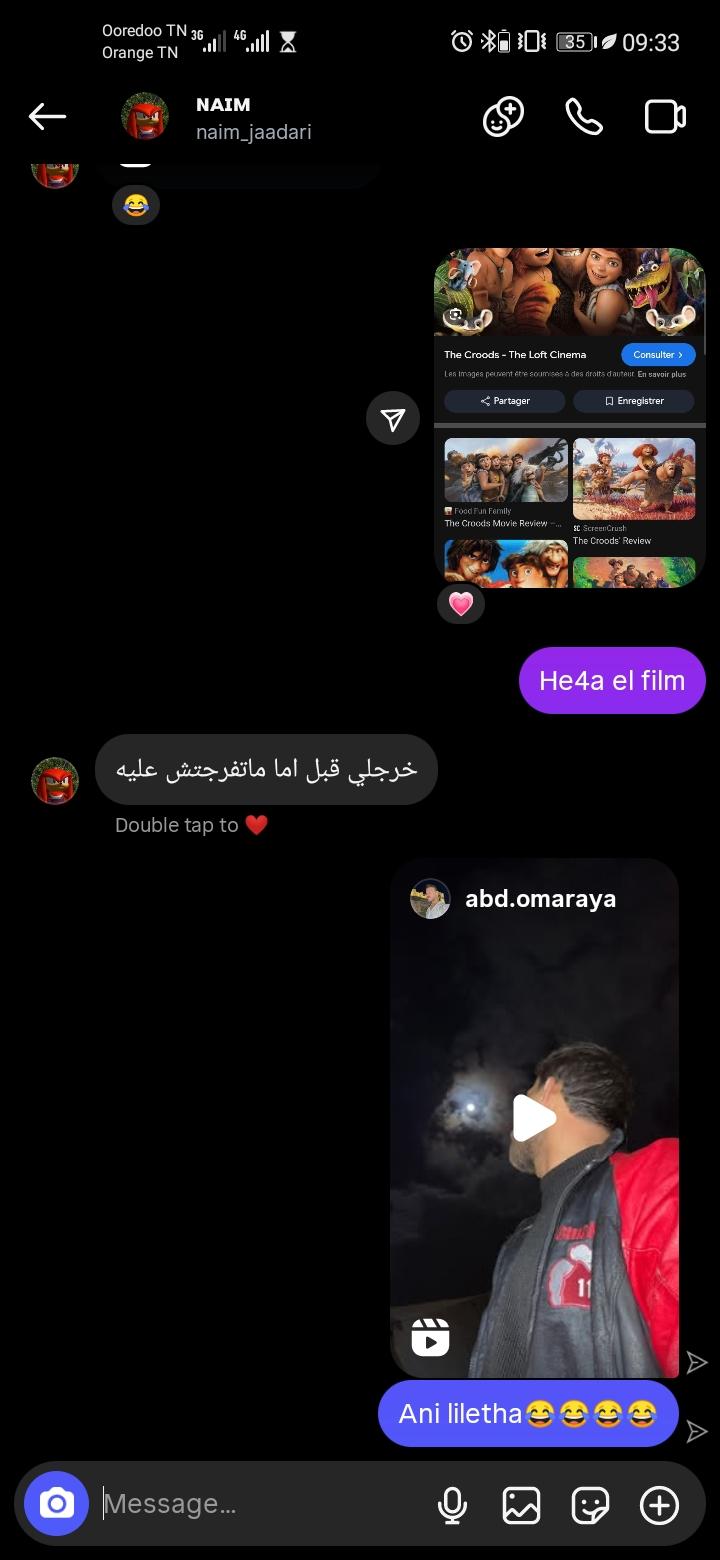 Ooredoo TN 3G 4G
Orange TN
35 09:33
NAIM
naim_jaadari
😂
The Croods - The Loft Cinema
Consulter
Les images peuvent être soumises à des droits d'auteur. En savoir plus
Partager
Enregistrer
Food Fun Family
The Croods Movie Review –...
SC ScreenCrush
The Croods' Review
💗
He4a el film
خرجلي قبل اما ماتفرجتش عليه
Double tap to ❤️
abd.omaraya
11
Ani liletha😂😂😂😂
Message...